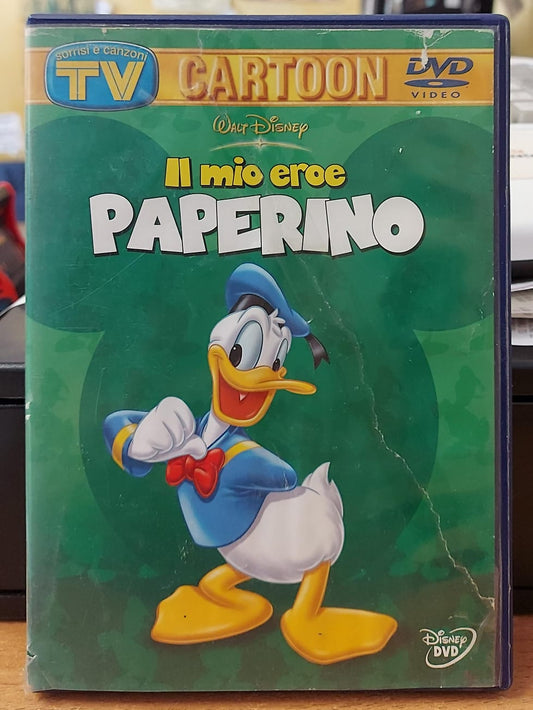 sorrisi e canzoni
TV
CARTOON
DVD
VIDEO
Walt Disney
Il mio eroe
PAPERINO
Disney
DVD